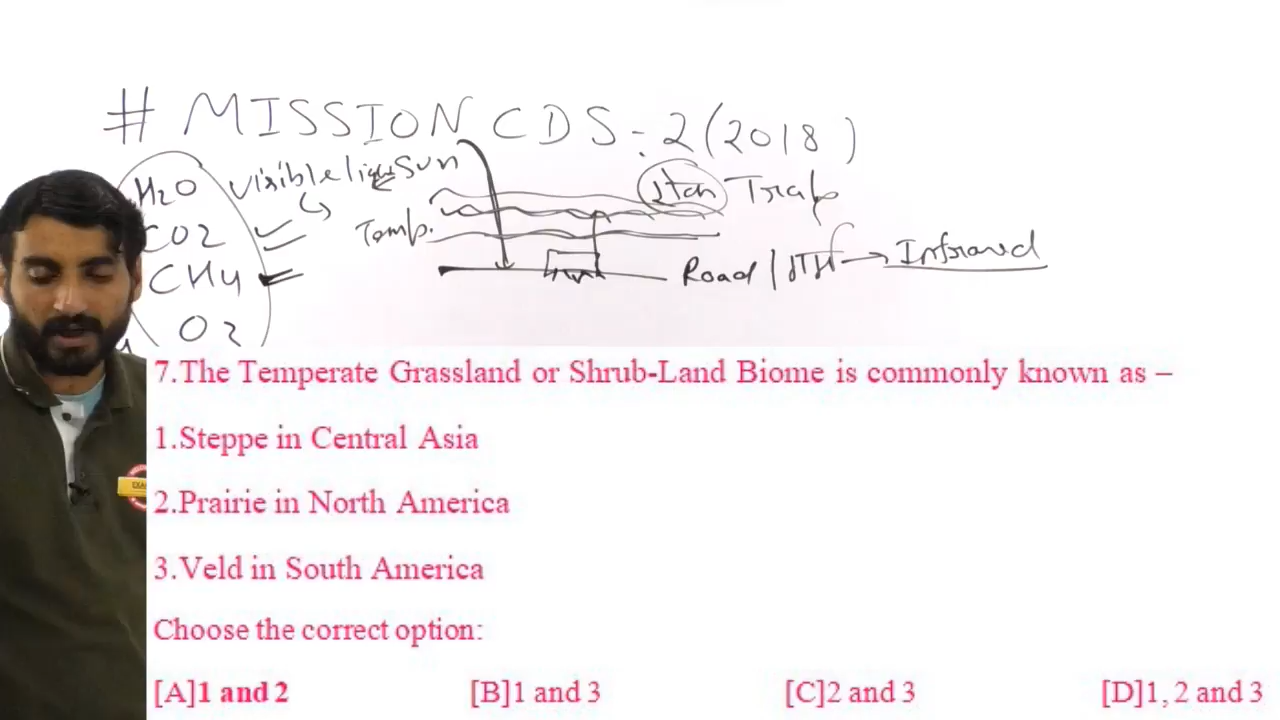 # MISSION CDS: 2 (2018)
H2O visible light Sun
Trap
CO2 Temp.
CH4 Road / → Infrared
O2
7.The Temperate Grassland or Shrub-Land Biome is commonly known as –
1.Steppe in Central Asia
2.Prairie in North America
3.Veld in South America
Choose the correct option:
[A]1 and 2 [B]1 and 3 [C]2 and 3 [D]1, 2 and 3